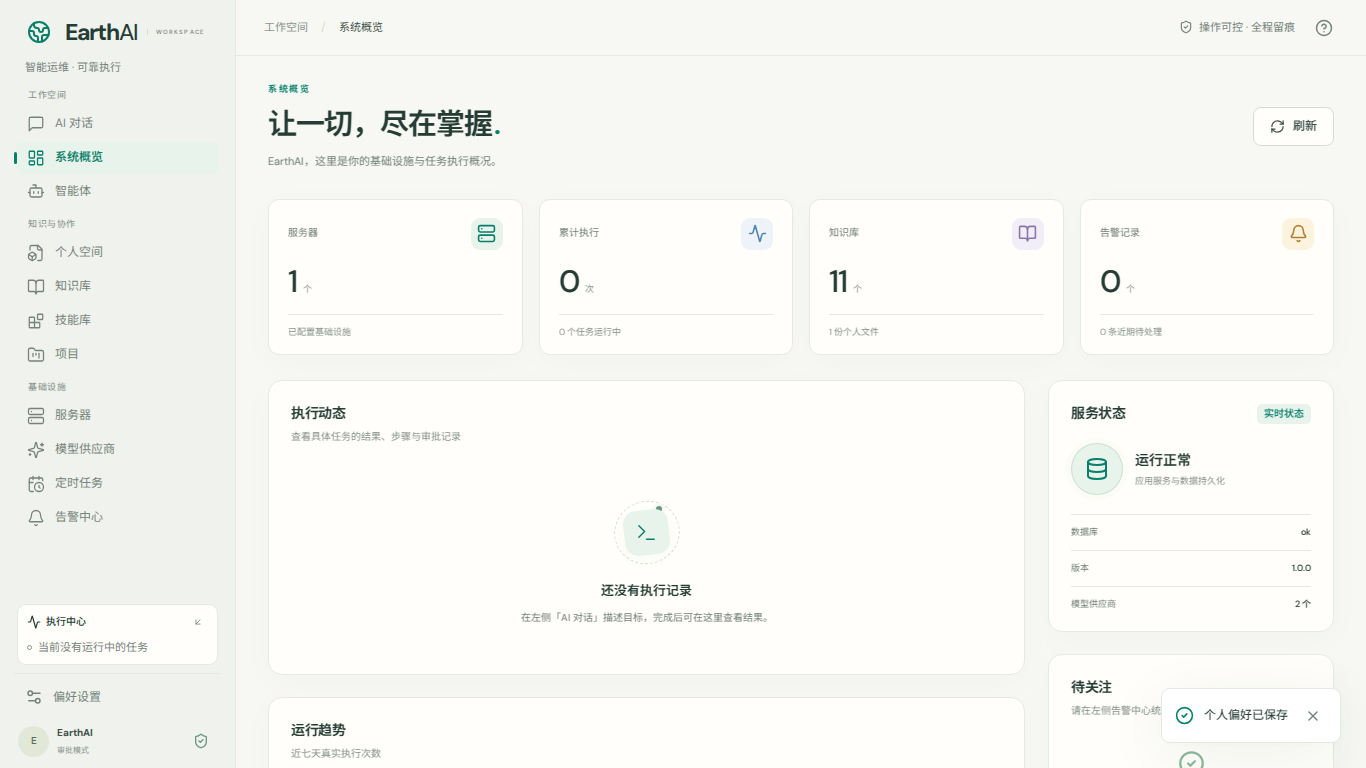 EarthAI WORKSPACE
智能运维 · 可靠执行
工作空间
AI 对话
系统概览
智能体
知识与协作
个人空间
知识库
技能库
项目
基础设施
服务器
模型供应商
定时任务
告警中心
执行中心
当前没有运行中的任务
偏好设置
E
EarthAI
审批模式
工作空间 / 系统概览
操作可控 · 全程留痕
系统概览
让一切，尽在掌握.
EarthAI，这里是你的基础设施与任务执行概况。
刷新
服务器
1 个
已配置基础设施
累计执行
0 次
0 个任务运行中
知识库
11 个
1 份个人文件
告警记录
0 个
0 条近期待处理
执行动态
查看具体任务的结果、步骤与审批记录
还没有执行记录
在左侧「AI 对话」描述目标，完成后可在这里查看结果。
运行趋势
近七天真实执行次数
服务状态
实时状态
运行正常
应用服务与数据持久化
数据库 ok
版本 1.0.0
模型供应商 2 个
待关注
请在左侧告警中心统
个人偏好已保存